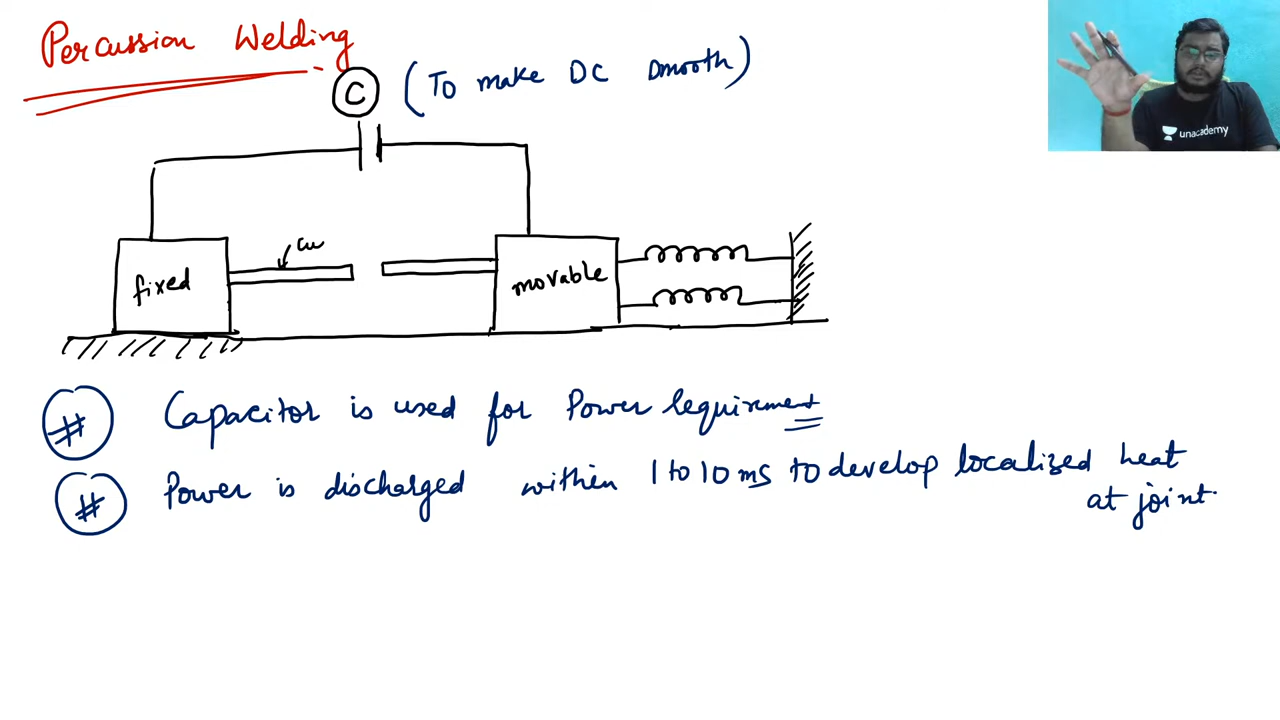 Percussion Welding
C
(To make DC smooth)
Cu
fixed
movable
# Capacitor is used for Power requirement
# Power is discharged within 1 to 10 ms to develop localized heat
at joint.
unacademy